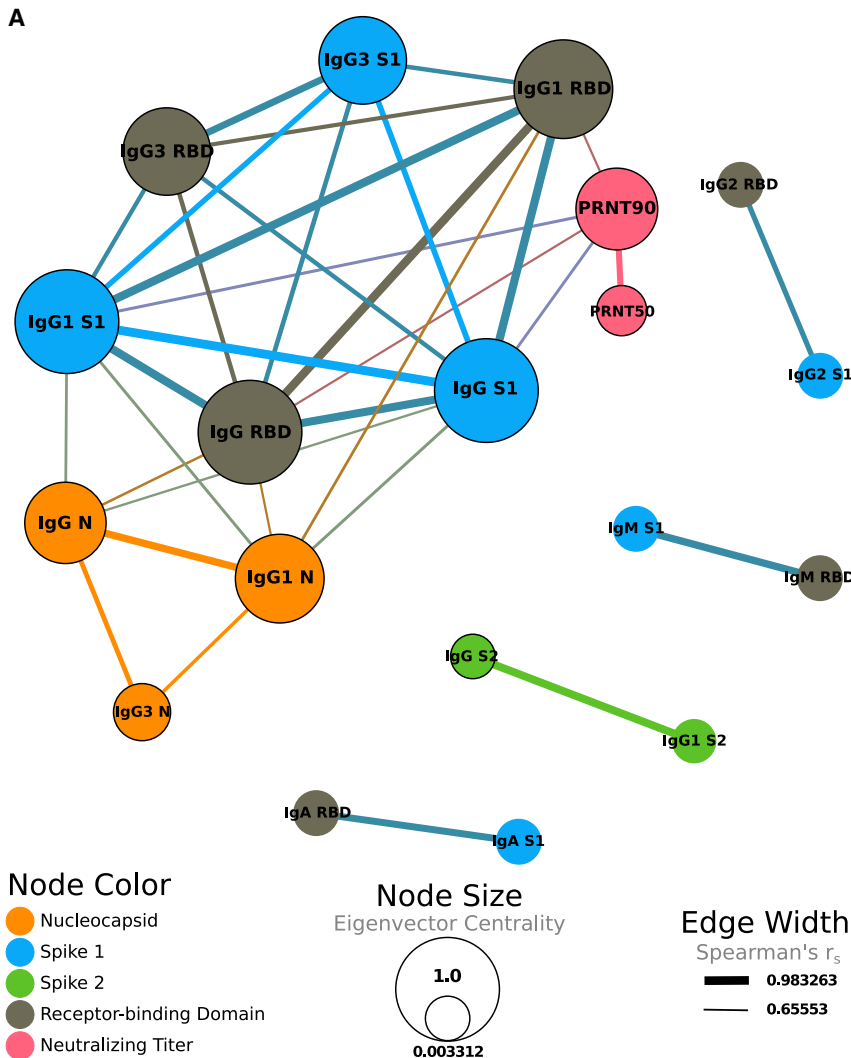 A
IgG3 S1
IgG1 RBD
IgG3 RBD
IgG2 RBD
PRNT90
PRNT50
IgG1 S1
IgG2 S1
IgG S1
IgG RBD
IgG N
IgM S1
IgG1 N
IgM RBD
IgG S2
IgG3 N
IgG1 S2
IgA RBD
IgA S1
Node Color
Nucleocapsid
Spike 1
Spike 2
Receptor-binding Domain
Neutralizing Titer
Node Size
Eigenvector Centrality
1.0
0.003312
Edge Width
Spearman's rs
0.983263
0.65553